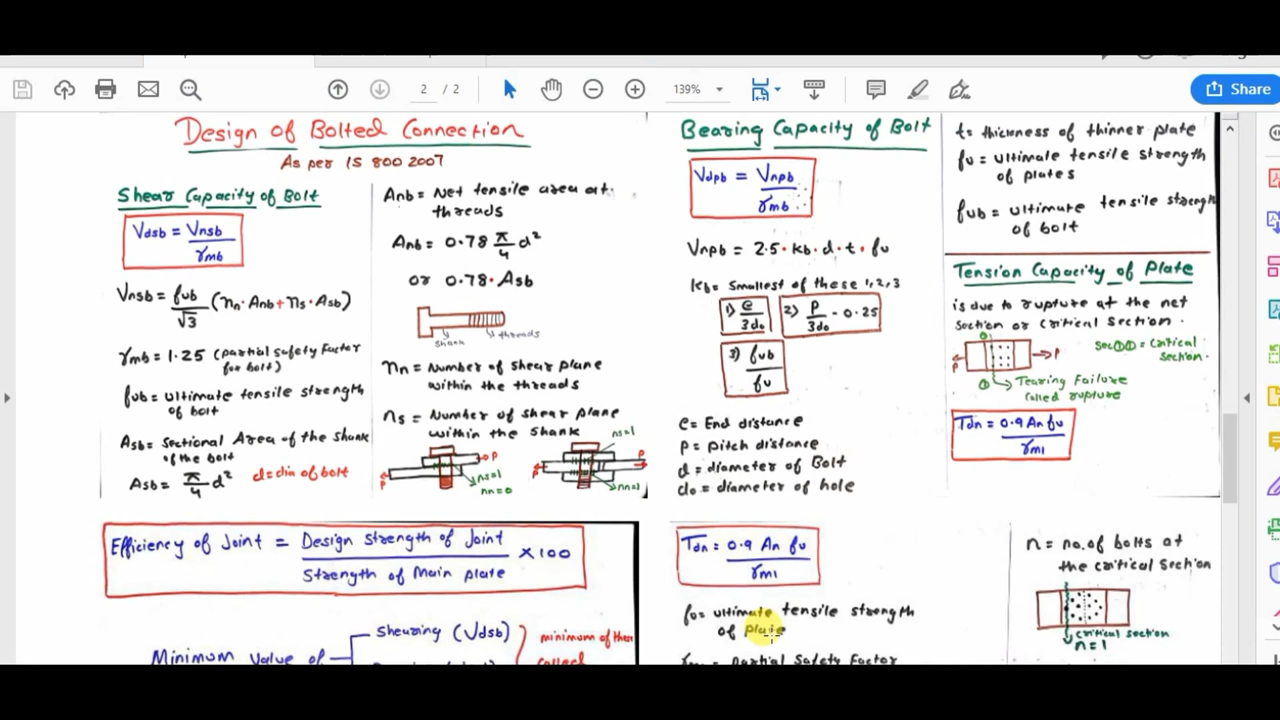 2 / 2
139%
Share
Design of Bolted Connection
As per IS 800 2007
Shear Capacity of Bolt
Vdsb = Vnsb / γmb
Vnsb = fub / √3 (nn · Anb + ns · Asb)
γmb = 1.25 (partial Safety Factor
for bolt)
fub = ultimate tensile strength
of bolt
Asb = Sectional Area of the shank
of the bolt
Asb = π/4 d² d = dia of bolt
Anb = Net tensile area at
threads
Anb = 0.78 π/4 d²
or 0.78 · Asb
shank threads
nn = Number of shear plane
within the threads
ns = Number of shear plane
within the shank
P P ns=1 nn=0
ns=1 P P nn=1
Bearing Capacity of Bolt
Vdpb = Vnpb / γmb
Vnpb = 2.5 · kb · d · t · fu
kb = Smallest of these 1, 2, 3
1) e / 3do 2) P / 3do - 0.25
3) fub / fu
e = End distance
P = pitch distance
d = diameter of Bolt
do = diameter of hole
t = thickness of thinner plate
fu = ultimate tensile strength
of plates
fub = ultimate tensile strength
of bolt
Tension Capacity of Plate
is due to rupture at the net
section or critical section.
P 1 1 P
Sec①① = critical
section.
Tearing Failure
called rupture
Tdn = 0.9 An fu / γm1
Efficiency of Joint = Design Strength of Joint / Strength of Main plate × 100
Minimum Value of
Shearing (Vdsb)
minimum of these
called
Tdn = 0.9 An fu / γm1
fu = ultimate tensile strength
of plate
γm1 = Partial Safety Factor
n = no. of bolts at
the critical section
critical section
n = 1